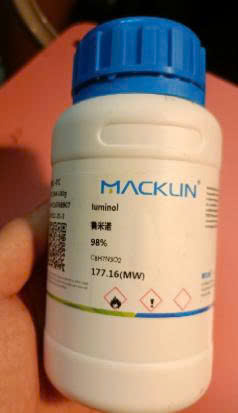 MACKLIN®
luminol
鲁米诺
98%
C8H7N3O2
177.16(MW)